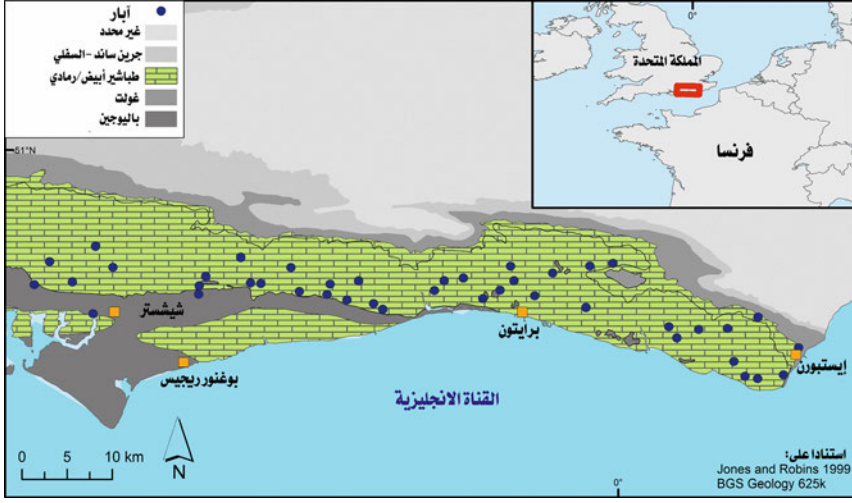 آبار
غير محدد
جرين ساند -السفلي
طباشير أبيض/رمادي
غولت
باليوجين
0°
المملكة المتحدة
فرنسا
51°N
شيشستر
برايتون
بوغنور ريجيس
إيستبورن
القناة الانجليزية
0 5 10 km
N
0°
استنادا على:
Jones and Robins 1999
BGS Geology 625k